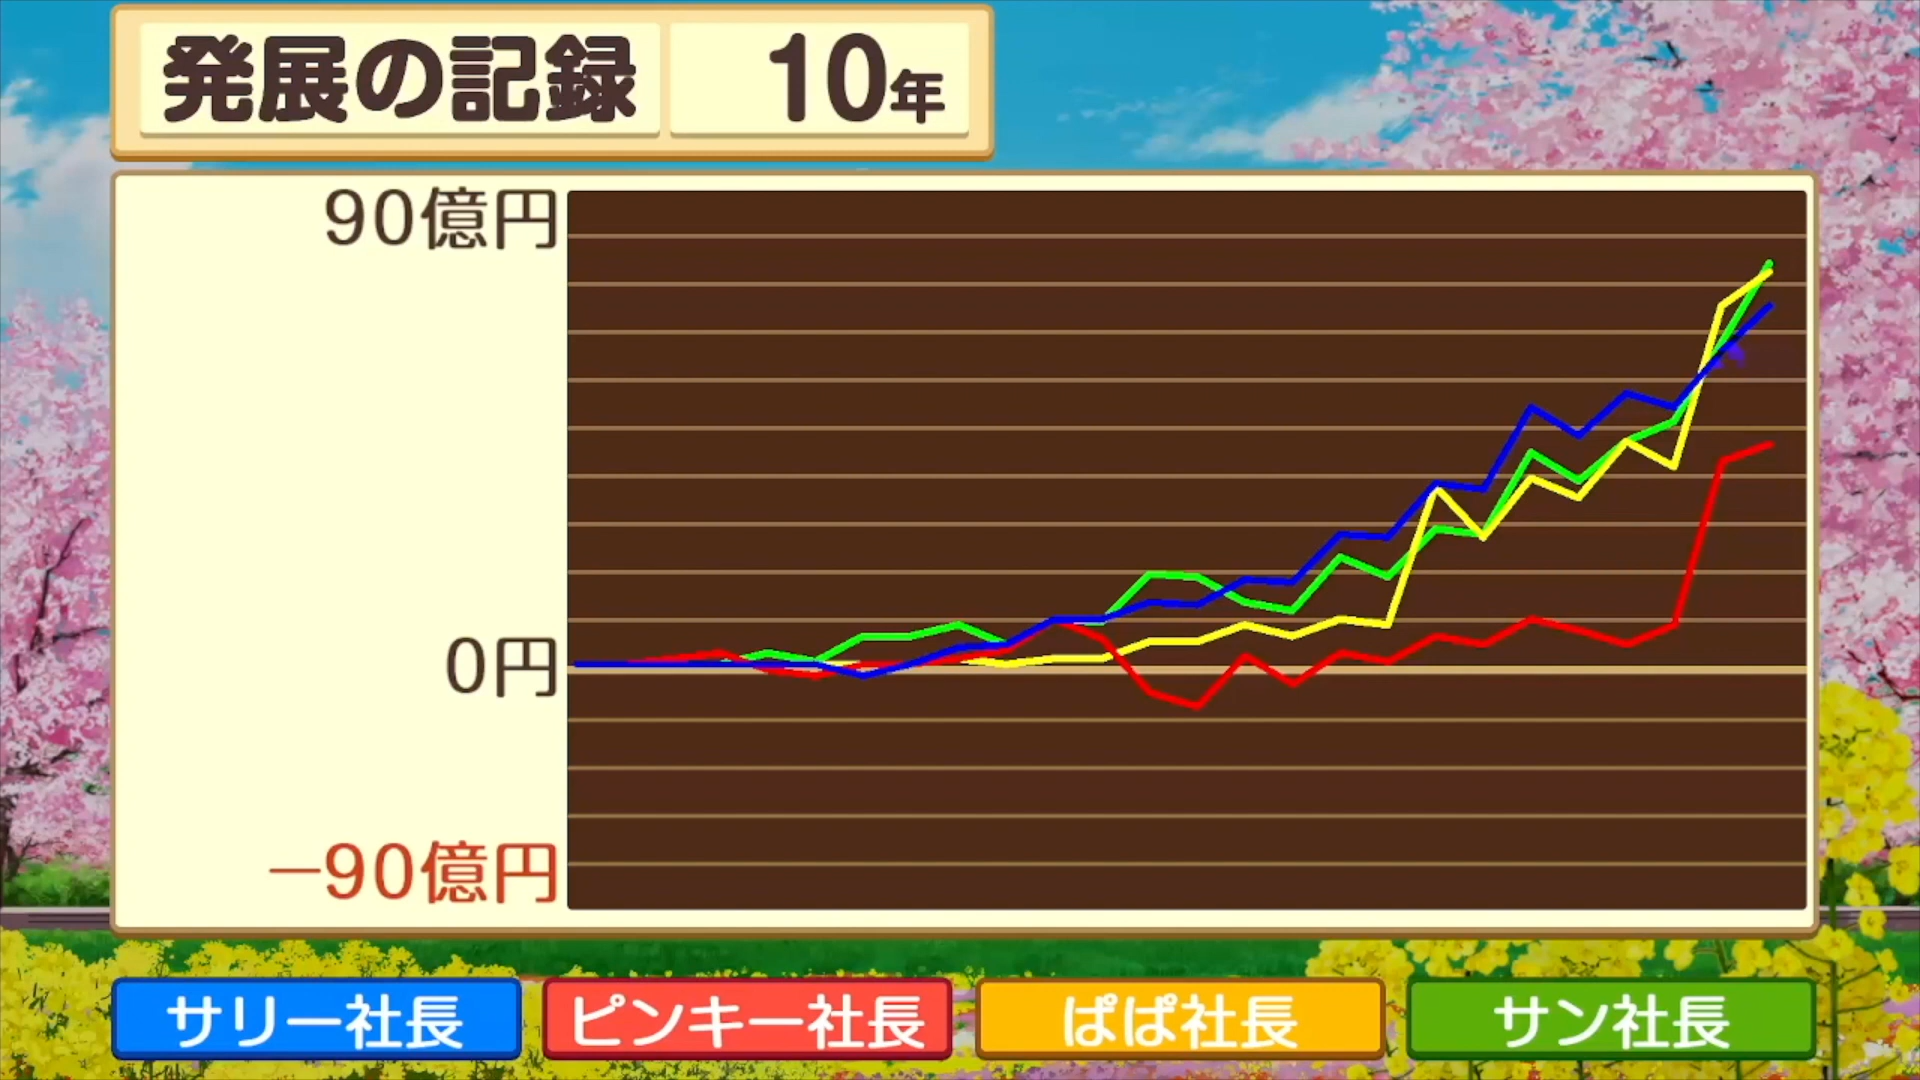 発展の記録 10年
90億円
0円
−90億円
サリー社長 ピンキー社長 ぱぱ社長 サン社長